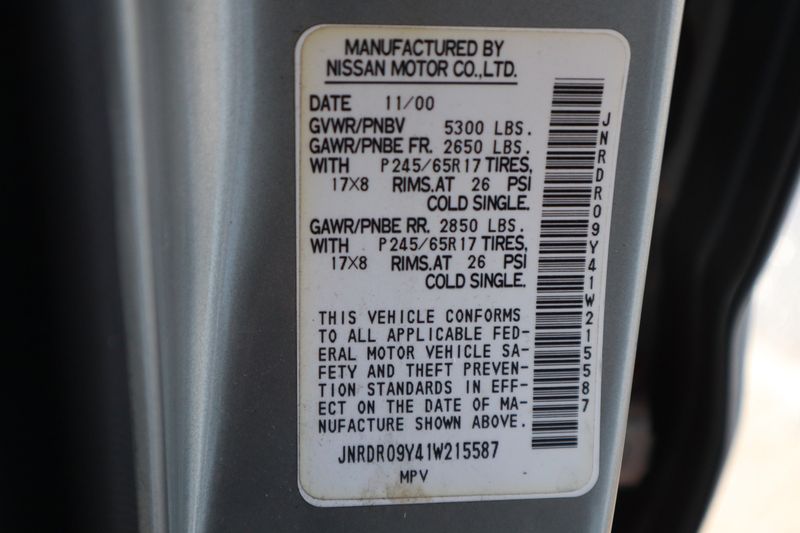 MANUFACTURED BY
NISSAN MOTOR CO.,LTD.
DATE 11/00
GVWR/PNBV 5300 LBS.
GAWR/PNBE FR. 2650 LBS.
WITH P245/65R17 TIRES,
17X8 RIMS.AT 26 PSI
COLD SINGLE.
GAWR/PNBE RR. 2850 LBS.
WITH P245/65R17 TIRES,
17X8 RIMS.AT 26 PSI
COLD SINGLE.
THIS VEHICLE CONFORMS
TO ALL APPLICABLE FED-
ERAL MOTOR VEHICLE SA-
FETY AND THEFT PREVEN-
TION STANDARDS IN EFF-
ECT ON THE DATE OF MA-
NUFACTURE SHOWN ABOVE.
JNRDR09Y41W215587
MPV
JNRDR09Y41W215587